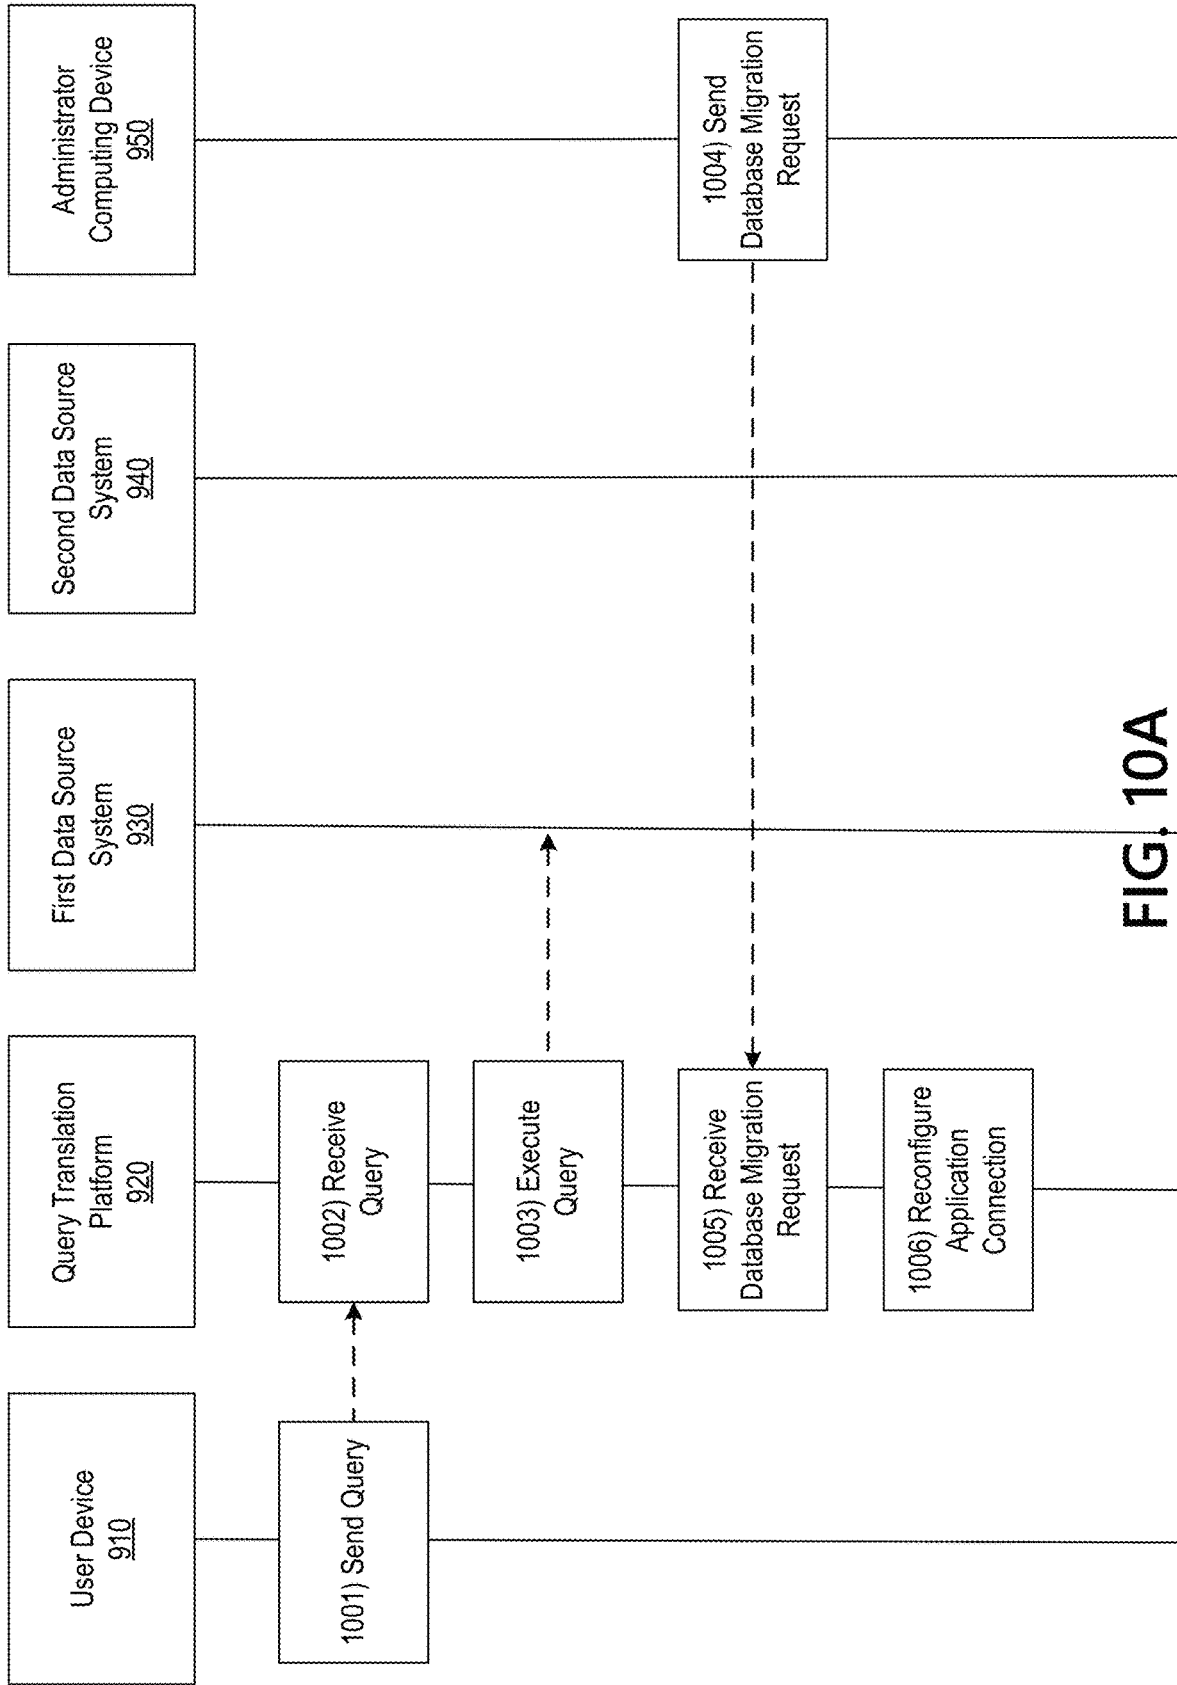 User Device
910
Query Translation
Platform
920
First Data Source
System
930
Second Data Source
System
940
Administrator
Computing Device
950
1001) Send Query
1002) Receive
Query
1003) Execute
Query
1004) Send
Database Migration
Request
1005) Receive
Database Migration
Request
1006) Reconfigure
Application
Connection
FIG. 10A